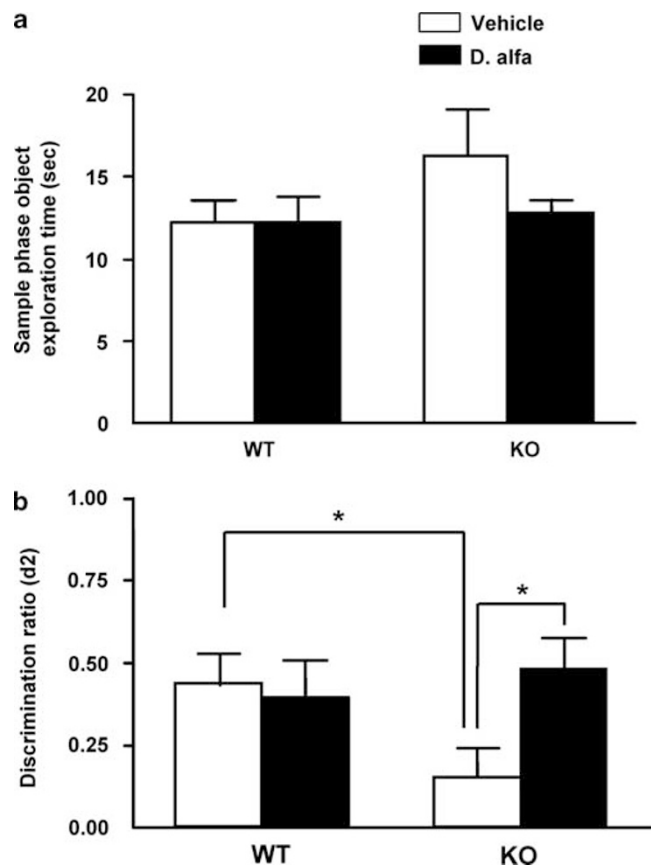 a
Vehicle
D. alfa
Sample phase object
exploration time (sec)
20
15
10
5
0
WT KO
b
Discrimination ratio (d2)
1.00
0.75
0.50
0.25
0.00
*
*
WT KO